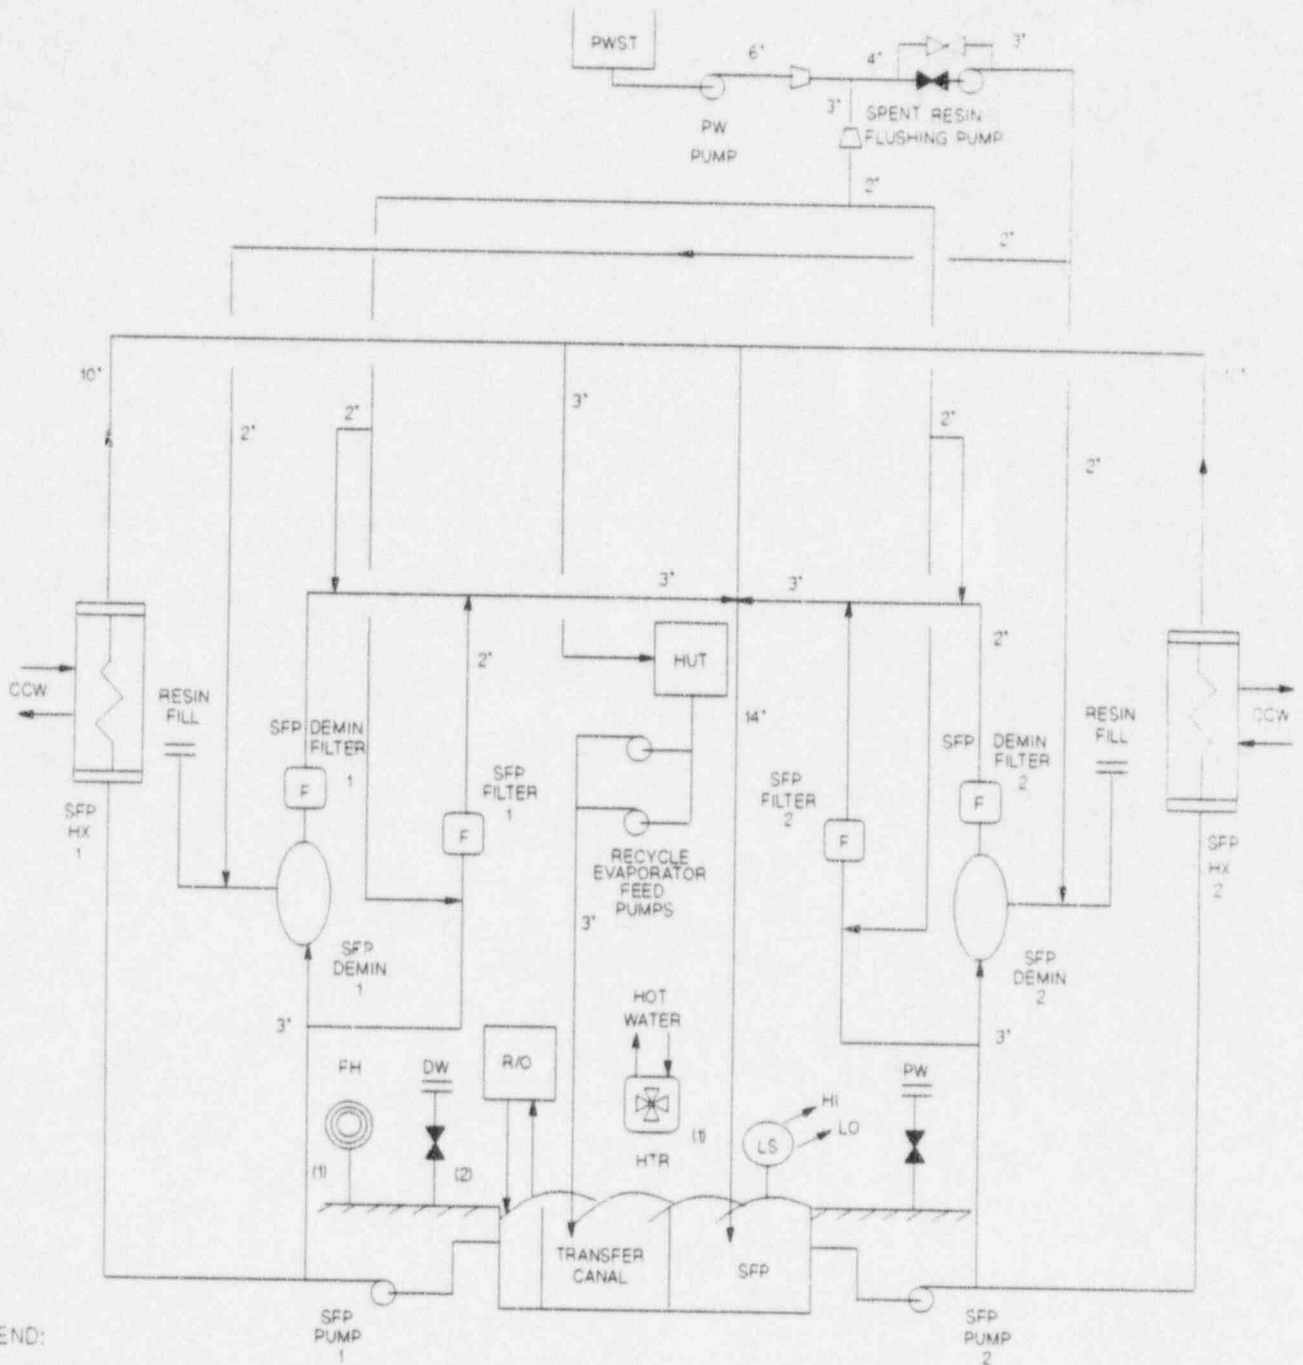 PWST
6"
4"
3"
PW
PUMP
3"
SPENT RESIN
FLUSHING PUMP
2"
2"
10"
3"
2"
2"
2"
2"
3"
3"
2"
2"
HUT
CCW
RESIN
FILL
SFP DEMIN
FILTER
1
SFP
FILTER
1
14"
SFP
FILTER
2
SFP DEMIN
FILTER
2
RESIN
FILL
CCW
F
F
F
F
SFP
HX
1
SFP
HX
2
RECYCLE
EVAPORATOR
FEED
PUMPS
3"
SFP
DEMIN
1
SFP
DEMIN
2
HOT
WATER
3"
3"
FH
DW
R/O
PW
HI
LO
LS
(1)
(2)
(1)
HTR
TRANSFER
CANAL
SFP
SFP
PUMP
1
SFP
PUMP
2
END: